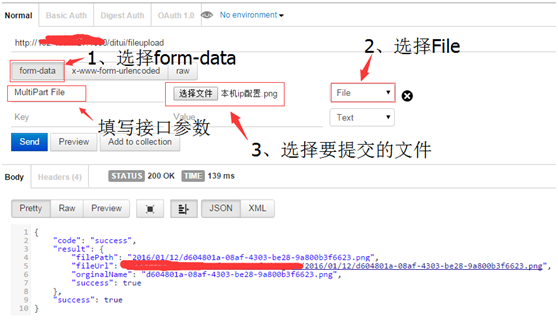 Normal Basic Auth Digest Auth OAuth 1.0 No environment
http://1 /ditui/fileupload
1、选择form-data
2、选择File
form-data x-www-form-urlencoded raw
MultiPart File 选择文件 本机ip配置.png File
Key Value Text
填写接口参数
3、选择要提交的文件
Send Preview Add to collection
Body Headers (4) STATUS 200 OK TIME 139 ms
Pretty Raw Preview JSON XML
1 {
2 "code": "success",
3 "result": {
4 "filePath": "2016/01/12/d604801a-08af-4303-be28-9a800b3f6623.png",
5 "fileUrl": /2016/01/12/d604801a-08af-4303-be28-9a800b3f6623.png",
6 "orginalName": "d604801a-08af-4303-be28-9a800b3f6623.png",
7 "success": true
8 },
9 "success": true
10 }